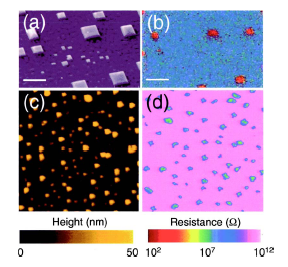 (a) (b)
(c) (d)
Height (nm) Resistance (Ω)
0 50 10² 10⁷ 10¹²